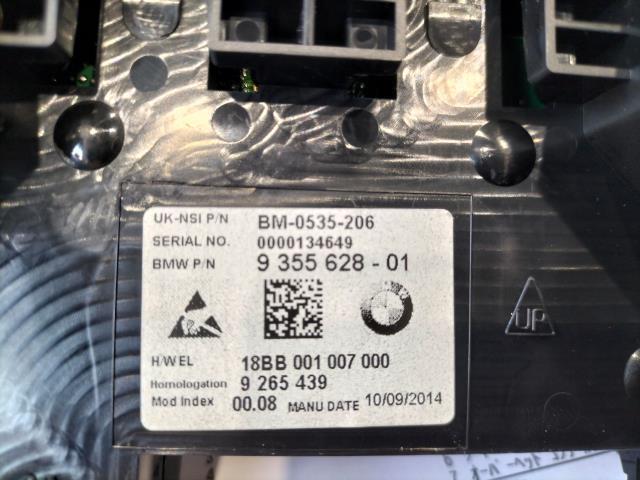 UK-NSI P/N BM-0535-206
SERIAL NO. 0000134649
BMW P/N 9 355 628 - 01
H/W EL 18BB 001 007 000
Homologation 9 265 439
Mod Index 00.08 MANU DATE 10/09/2014
UP